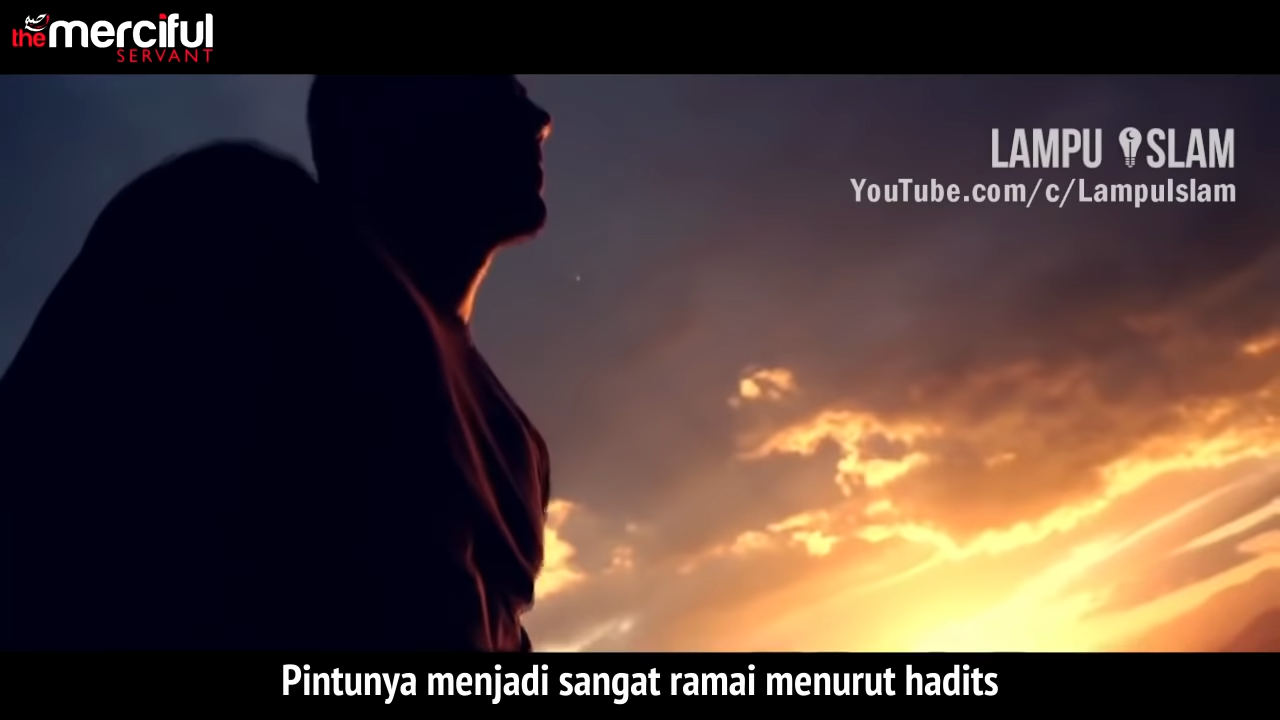 the merciful
SERVANT
LAMPU ISLAM
YouTube.com/c/LampuIslam
Pintunya menjadi sangat ramai menurut hadits